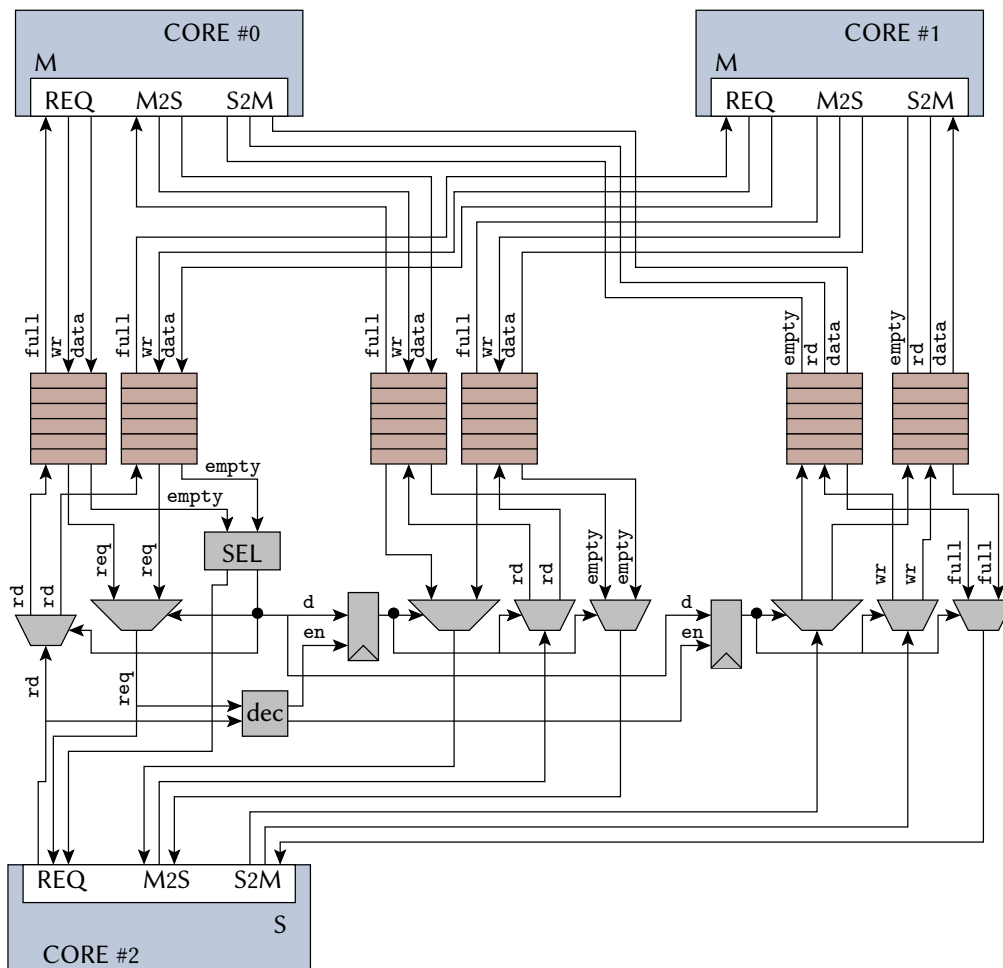 CORE #0
CORE #1
M
M
REQ M2S S2M
REQ M2S S2M
full wr data full wr data
full wr data full wr data
empty rd data empty rd data
empty
empty
SEL
req req
rd rd
rd rd
empty empty
wr wr
full full
d
en
d
en
rd
req
dec
REQ M2S S2M
S
CORE #2